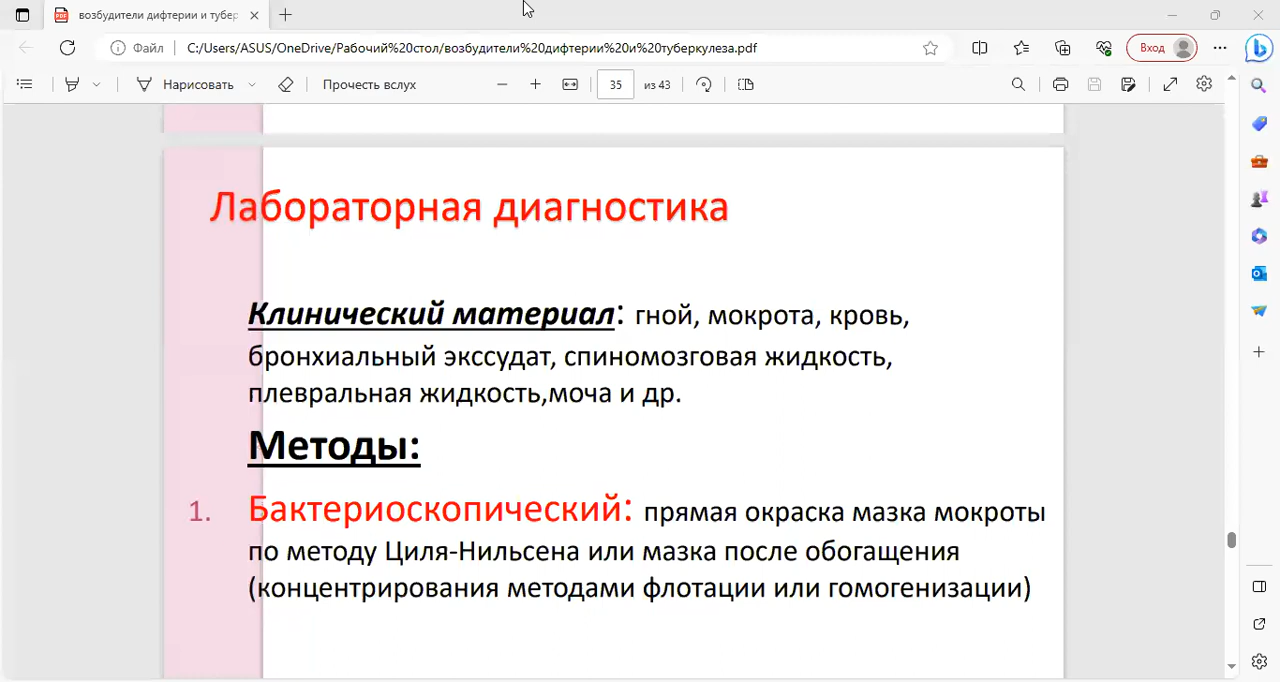 возбудители дифтерии и тубер
Файл
C:/Users/ASUS/OneDrive/Рабочий%20стол/возбудители%20дифтерии%20и%20туберкулеза.pdf
Вход
Нарисовать
Прочесть вслух
35
из 43
Лабораторная диагностика
Клинический материал: гной, мокрота, кровь,
бронхиальный экссудат, спиномозговая жидкость,
плевральная жидкость,моча и др.
Методы:
1. Бактериоскопический: прямая окраска мазка мокроты
по методу Циля-Нильсена или мазка после обогащения
(концентрирования методами флотации или гомогенизации)